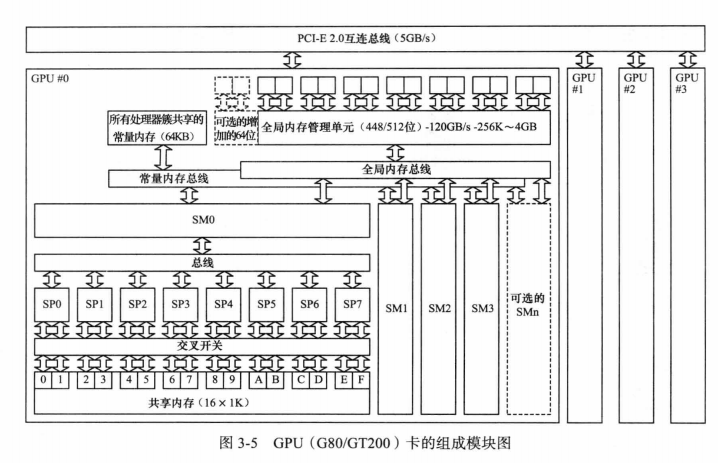 PCI-E 2.0互连总线（5GB/s）
GPU #0
GPU
#1
GPU
#2
GPU
#3
所有处理器簇共享的
常量内存（64KB）
可选的增
加的64位
全局内存管理单元（448/512位）-120GB/s -256K～4GB
全局内存总线
常量内存总线
SM0
总线
SP0 SP1 SP2 SP3 SP4 SP5 SP6 SP7
SM1 SM2 SM3
可选的
SMn
交叉开关
0 1 2 3 4 5 6 7 8 9 A B C D E F
共享内存（16×1K）
图 3-5 GPU（G80/GT200）卡的组成模块图